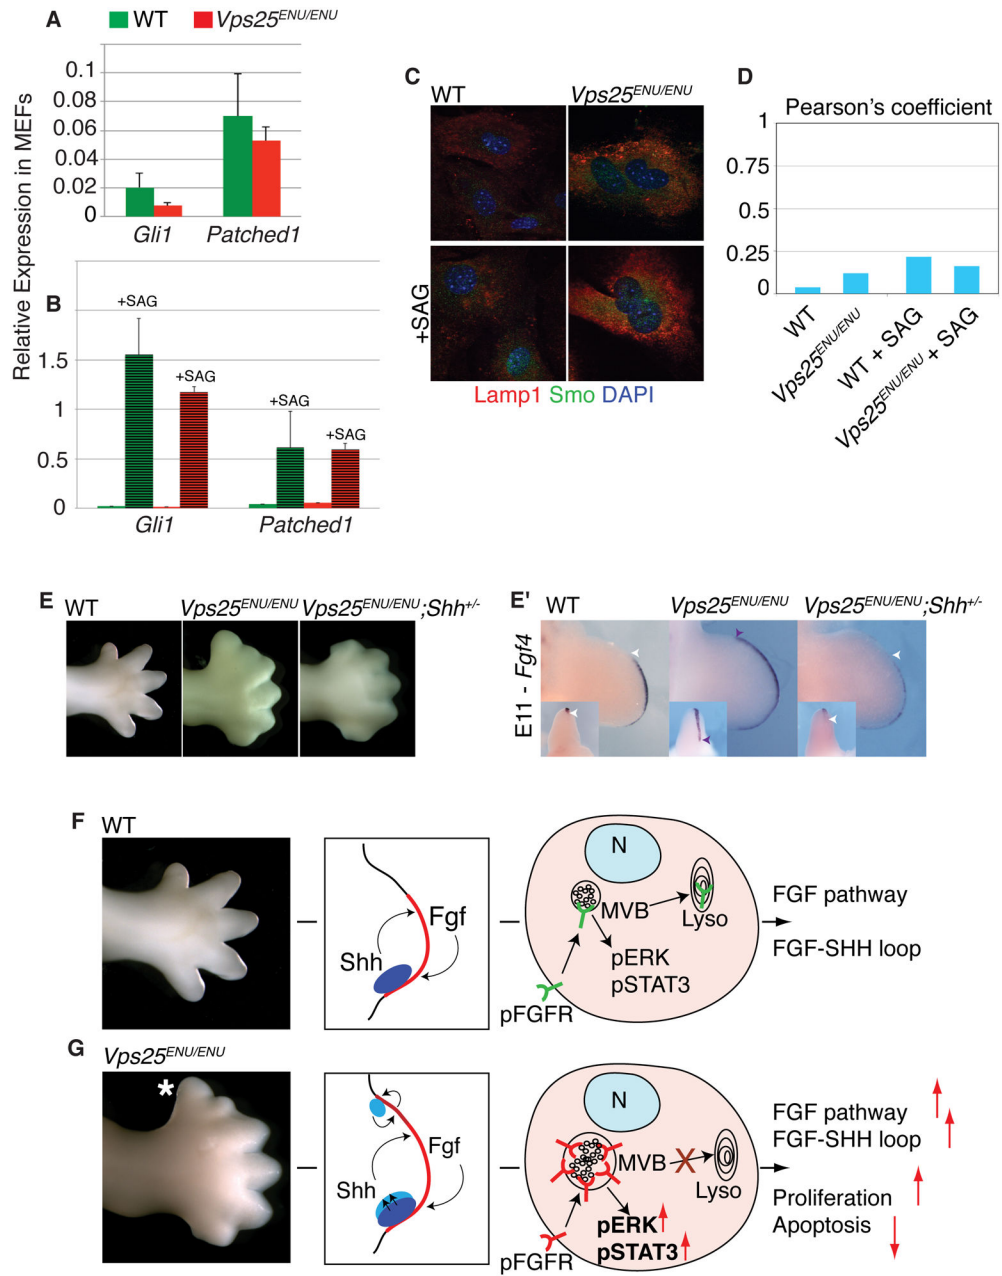 A
WT Vps25ENU/ENU
Relative Expression in MEFs
0.1
0.08
0.06
0.04
0.02
0
Gli1 Patched1
B
+SAG
+SAG
+SAG
+SAG
1.5
1
0.5
0
Gli1 Patched1
C
WT Vps25ENU/ENU
+SAG
Lamp1 Smo DAPI
D
Pearson's coefficient
1
0.75
0.5
0.25
0
WT
Vps25ENU/ENU
WT + SAG
Vps25ENU/ENU + SAG
E
WT Vps25ENU/ENU Vps25ENU/ENU;Shh+/-
E'
WT Vps25ENU/ENU Vps25ENU/ENU;Shh+/-
E11 - Fgf4
F
WT
Shh
Fgf
N
MVB
Lyso
pERK
pSTAT3
pFGFR
FGF pathway
FGF-SHH loop
G
Vps25ENU/ENU
*
Shh
Fgf
N
MVB X
Lyso
pERK
pSTAT3
pFGFR
FGF pathway
FGF-SHH loop
Proliferation
Apoptosis